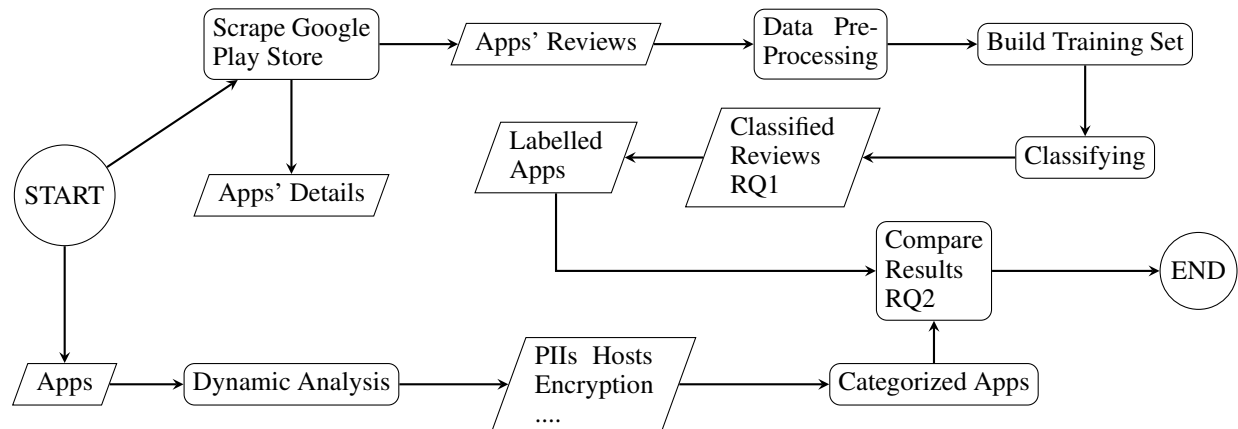 Scrape Google
Play Store
Apps' Reviews
Data Pre-
Processing
Build Training Set
Labelled
Apps
Classified
Reviews
RQ1
Classifying
START
Apps' Details
Compare
Results
RQ2
END
Apps
Dynamic Analysis
PIIs Hosts
Encryption
....
Categorized Apps